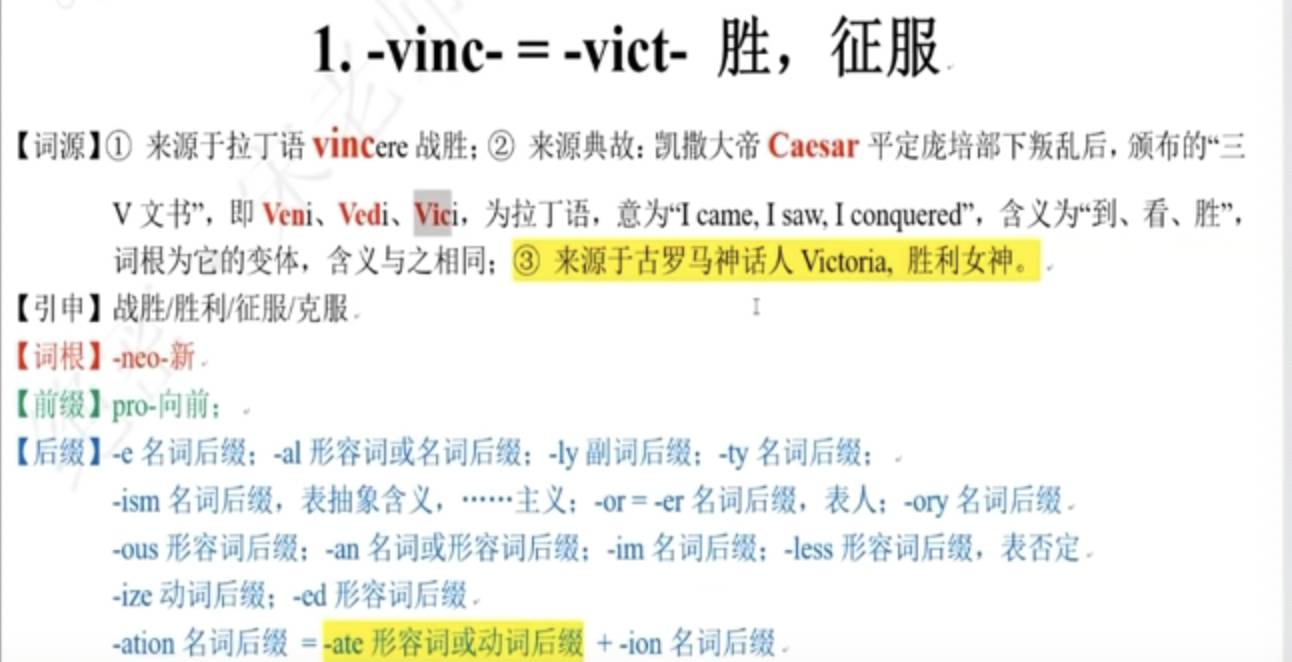 1. -vinc- = -vict- 胜，征服
【词源】① 来源于拉丁语 vincere 战胜；② 来源典故：凯撒大帝 Caesar 平定庞培部下叛乱后，颁布的“三
V 文书”，即 Veni、Vedi、Vici，为拉丁语，意为“I came, I saw, I conquered”，含义为“到、看、胜”，
词根为它的变体，含义与之相同；③ 来源于古罗马神话人 Victoria, 胜利女神。
【引申】战胜/胜利/征服/克服
【词根】-neo-新
【前缀】pro-向前；
【后缀】-e 名词后缀；-al 形容词或名词后缀；-ly 副词后缀；-ty 名词后缀；
-ism 名词后缀，表抽象含义，……主义；-or = -er 名词后缀，表人；-ory 名词后缀
-ous 形容词后缀；-an 名词或形容词后缀；-im 名词后缀；-less 形容词后缀，表否定
-ize 动词后缀；-ed 形容词后缀
-ation 名词后缀 = -ate 形容词或动词后缀 + -ion 名词后缀